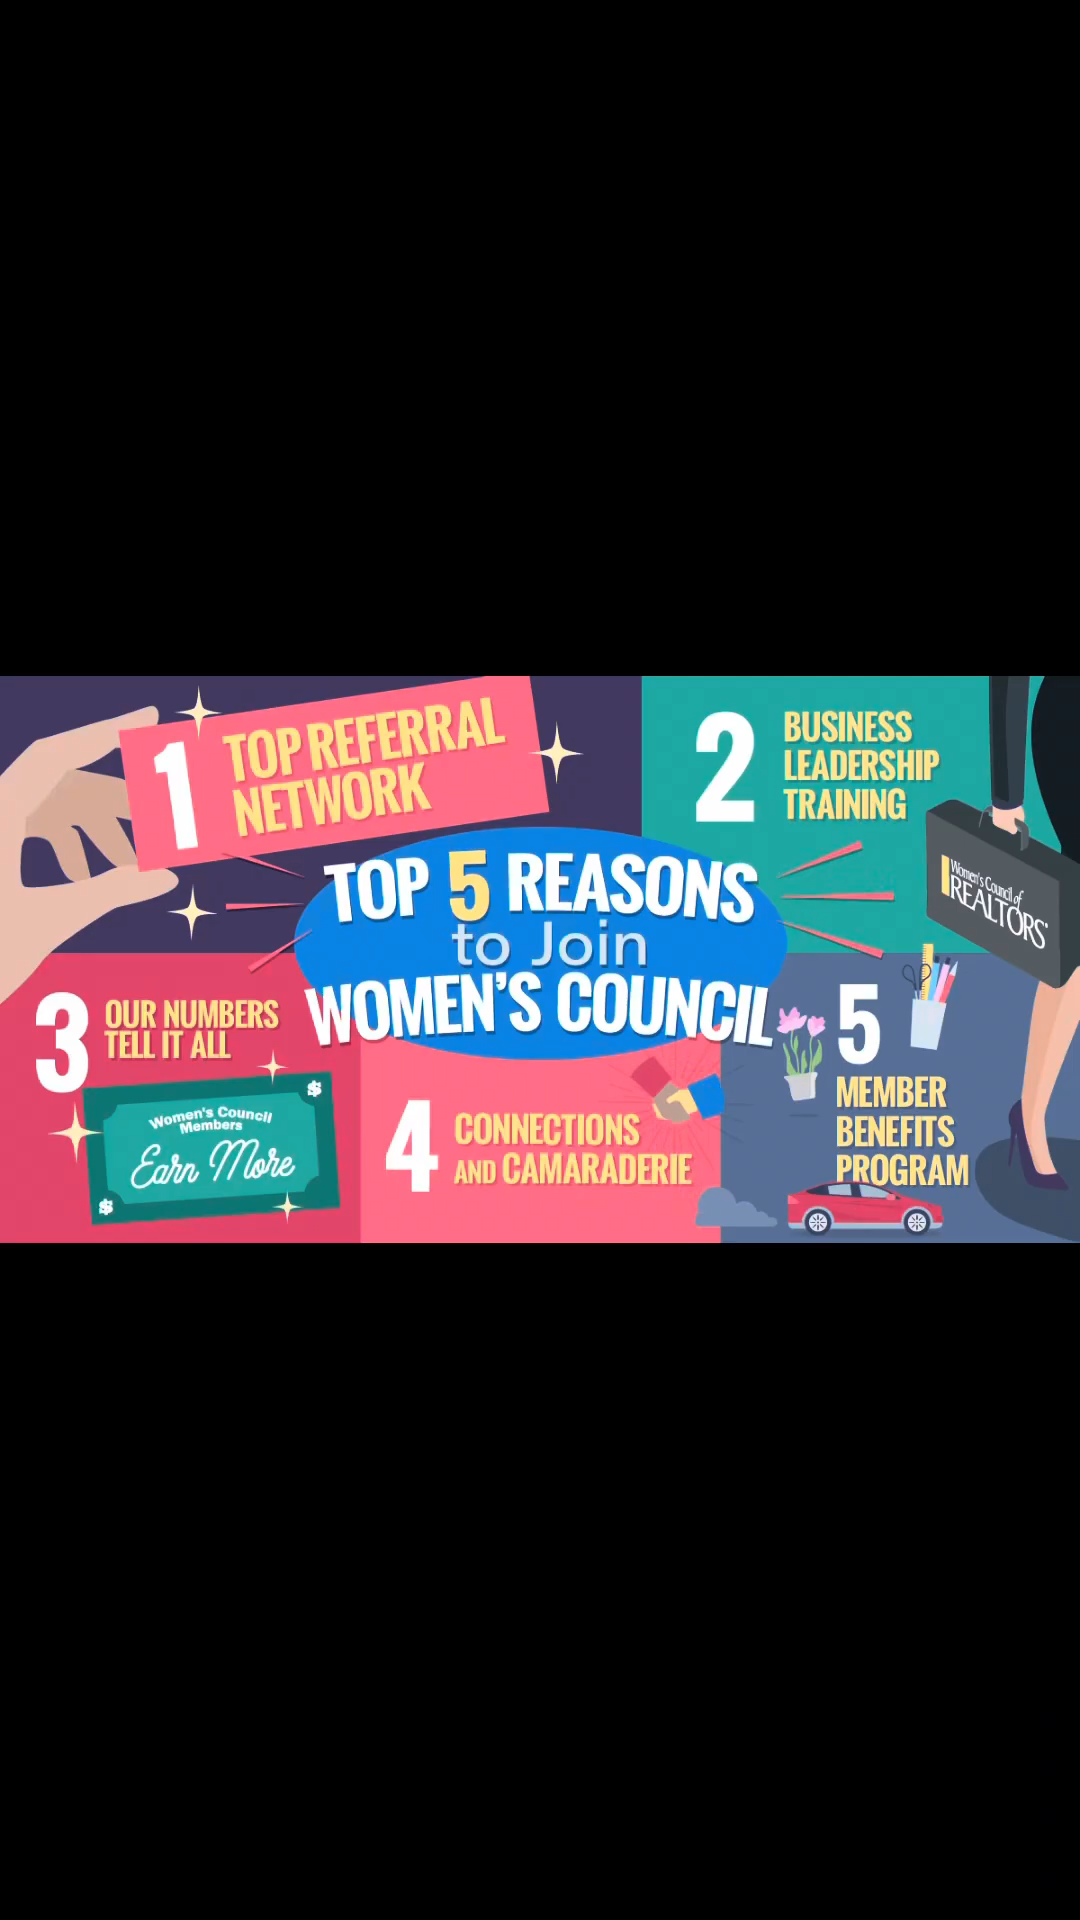 TOP 5 REASONS
to Join
WOMEN'S COUNCIL
1
TOP REFERRAL
NETWORK
2
BUSINESS
LEADERSHIP
TRAINING
Women's Council of
REALTORS®
3
OUR NUMBERS
TELL IT ALL
$
Women's Council
Members
Earn More
$
4
CONNECTIONS
AND CAMARADERIE
5
MEMBER
BENEFITS
PROGRAM